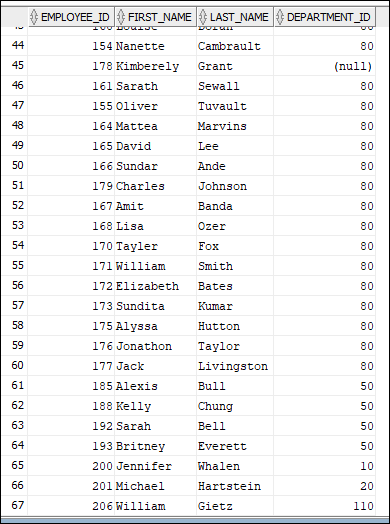 EMPLOYEE_ID FIRST_NAME LAST_NAME DEPARTMENT_ID
44 154 Nanette Cambrault 80
45 178 Kimberely Grant (null)
46 161 Sarath Sewall 80
47 155 Oliver Tuvault 80
48 164 Mattea Marvins 80
49 165 David Lee 80
50 166 Sundar Ande 80
51 179 Charles Johnson 80
52 167 Amit Banda 80
53 168 Lisa Ozer 80
54 170 Tayler Fox 80
55 171 William Smith 80
56 172 Elizabeth Bates 80
57 173 Sundita Kumar 80
58 175 Alyssa Hutton 80
59 176 Jonathon Taylor 80
60 177 Jack Livingston 80
61 185 Alexis Bull 50
62 188 Kelly Chung 50
63 192 Sarah Bell 50
64 193 Britney Everett 50
65 200 Jennifer Whalen 10
66 201 Michael Hartstein 20
67 206 William Gietz 110